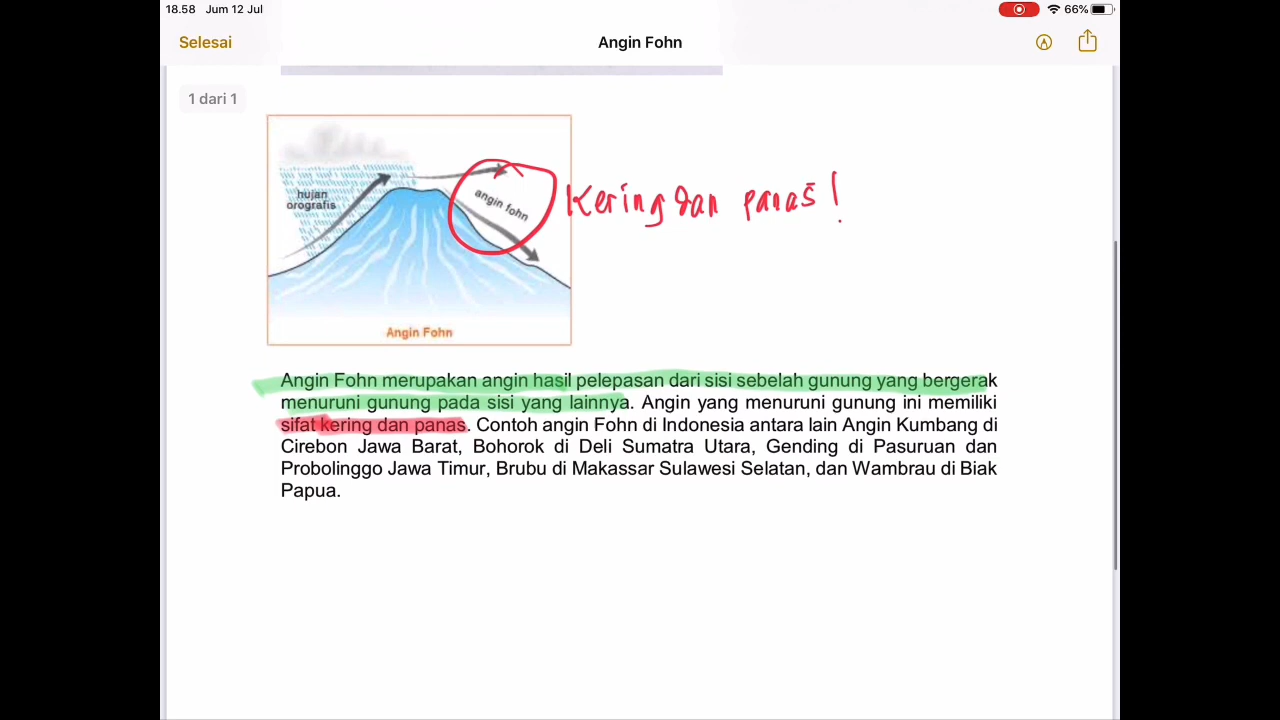 18.58 Jum 12 Jul
66%
Selesai
Angin Fohn
1 dari 1
hujan
orografis
angin fohn
Kering dan panas!
Angin Fohn
Angin Fohn merupakan angin hasil pelepasan dari sisi sebelah gunung yang bergerak
menuruni gunung pada sisi yang lainnya. Angin yang menuruni gunung ini memiliki
sifat kering dan panas. Contoh angin Fohn di Indonesia antara lain Angin Kumbang di
Cirebon Jawa Barat, Bohorok di Deli Sumatra Utara, Gending di Pasuruan dan
Probolinggo Jawa Timur, Brubu di Makassar Sulawesi Selatan, dan Wambrau di Biak
Papua.